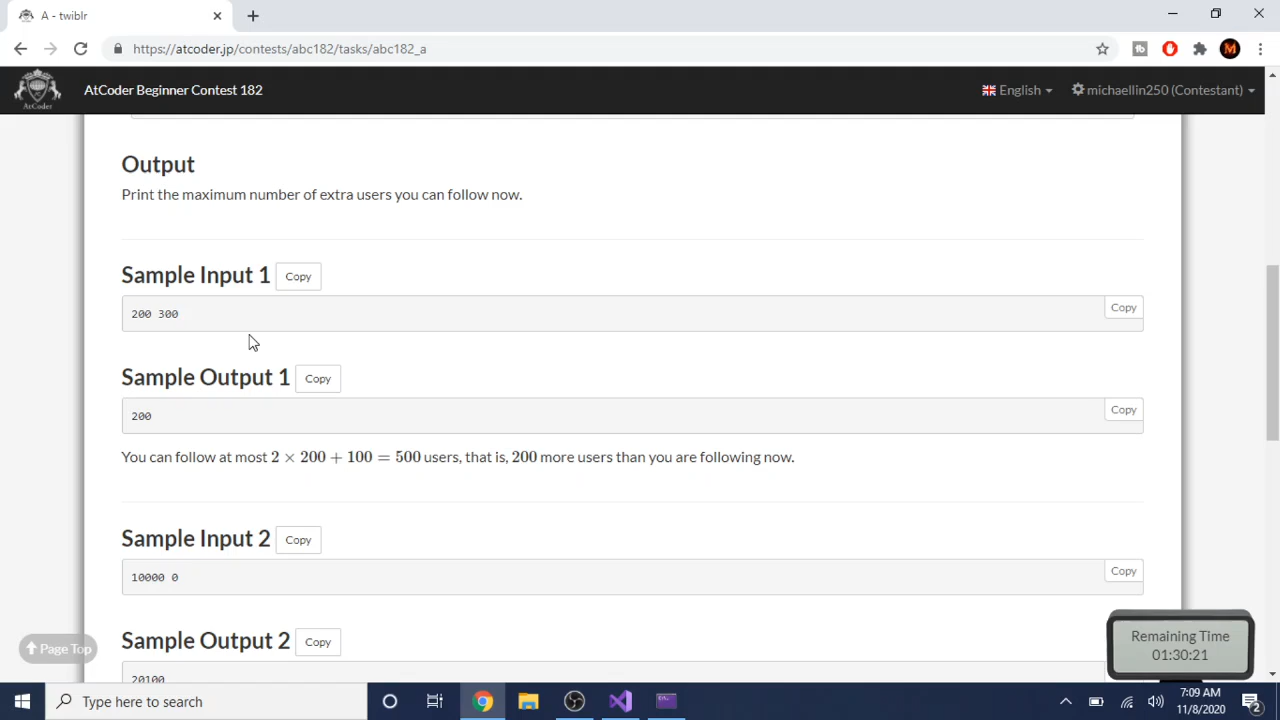 A - twiblr
https://atcoder.jp/contests/abc182/tasks/abc182_a
M
AtCoder
AtCoder Beginner Contest 182
English
michaellin250 (Contestant)
Output
Print the maximum number of extra users you can follow now.
Sample Input 1
Copy
200 300
Copy
Sample Output 1
Copy
200
Copy
You can follow at most 2 × 200 + 100 = 500 users, that is, 200 more users than you are following now.
Sample Input 2
Copy
10000 0
Copy
Sample Output 2
Copy
20100
Page Top
Remaining Time
01:30:21
Type here to search
7:09 AM
11/8/2020
2